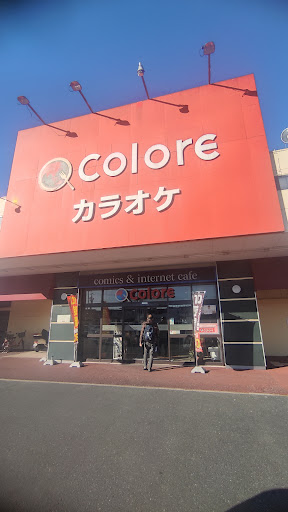 colore
カラオケ
comics & internet cafe
colore